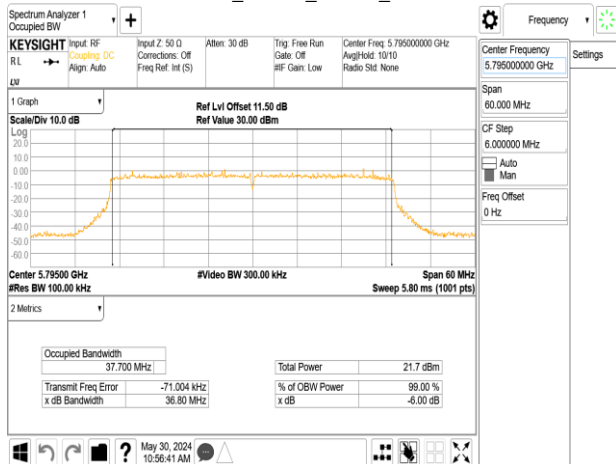 Spectrum Analyzer 1
Occupied BW
+
Frequency
KEYSIGHT
RL
Input: RF
Coupling: DC
Align: Auto
Input Z: 50 Ω
Corrections: Off
Freq Ref: Int (S)
Atten: 30 dB
Trig: Free Run
Gate: Off
#IF Gain: Low
Center Freq: 5.795000000 GHz
Avg|Hold: 10/10
Radio Std: None
Center Frequency
5.795000000 GHz
Settings
Span
60.000 MHz
CF Step
6.000000 MHz
Auto
Man
Freq Offset
0 Hz
1 Graph
Scale/Div 10.0 dB
Ref Lvl Offset 11.50 dB
Ref Value 30.00 dBm
Log
20.0
10.0
0.00
-10.0
-20.0
-30.0
-40.0
-50.0
-60.0
Center 5.79500 GHz
#Video BW 300.00 kHz
Span 60 MHz
#Res BW 100.00 kHz
Sweep 5.80 ms (1001 pts)
2 Metrics
Occupied Bandwidth
37.700 MHz
Total Power 21.7 dBm
Transmit Freq Error -71.004 kHz
% of OBW Power 99.00 %
x dB Bandwidth 36.80 MHz
x dB -6.00 dB
?
May 30, 2024
10:56:41 AM